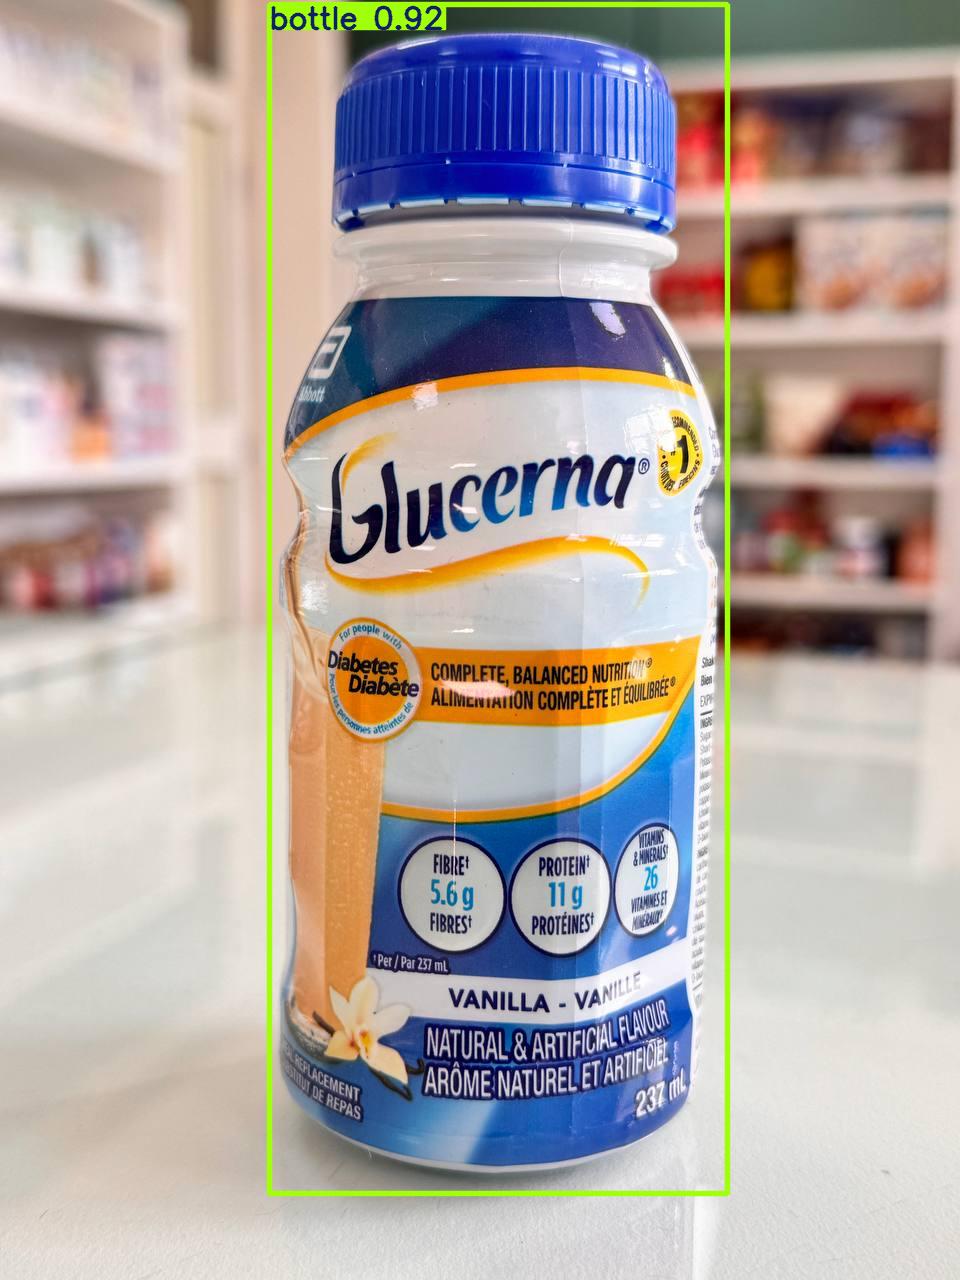 bottle 0.92
Abbott
Glucerna®
RECOMMENDED
#1
For people with
Diabetes
Diabète
Pour les personnes atteintes de
COMPLETE, BALANCED NUTRITION®
ALIMENTATION COMPLÈTE ET ÉQUILIBRÉE®
FIBRE†
5.6 g
FIBRES†
PROTEIN†
11 g
PROTÉINES†
VITAMINS
& MINERALS†
26
VITAMINES ET
MINÉRAUX†
†Per / Par 237 mL
VANILLA - VANILLE
NATURAL & ARTIFICIAL FLAVOUR
ARÔME NATUREL ET ARTIFICIEL
REPLACEMENT
DE REPAS
237 mL